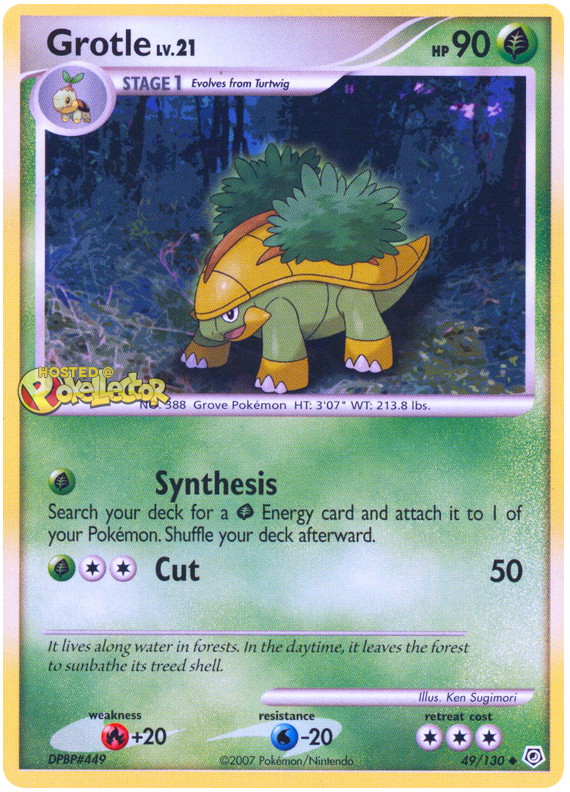 Grotle LV.21
HP 90
STAGE 1 Evolves from Turtwig
HOSTED @
PokeLLector
NO. 388 Grove Pokémon HT: 3'07" WT: 213.8 lbs.
Synthesis
Search your deck for a Energy card and attach it to 1 of
your Pokémon. Shuffle your deck afterward.
Cut 50
It lives along water in forests. In the daytime, it leaves the forest
to sunbathe its treed shell.
Illus. Ken Sugimori
weakness resistance retreat cost
+20 -20
DPBP#449 ©2007 Pokémon/Nintendo 49/130